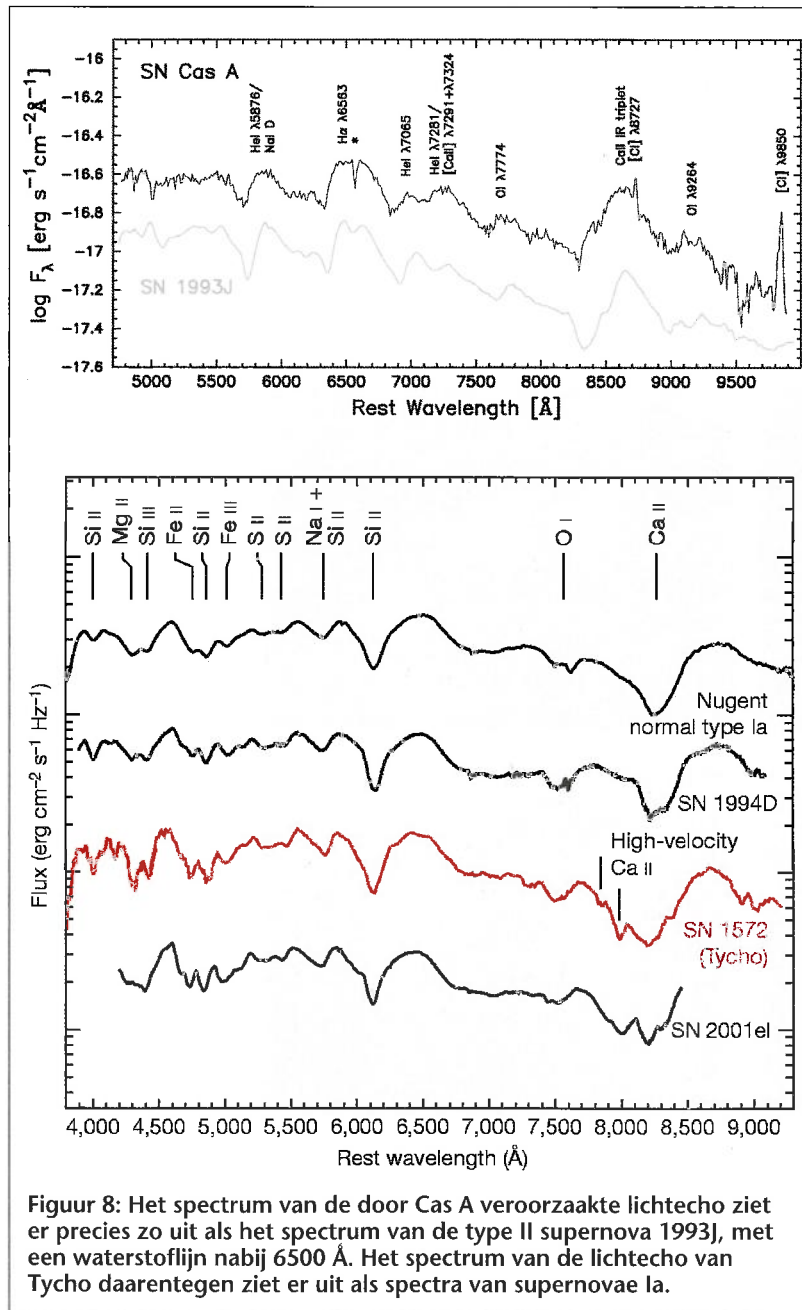 SN Cas A
HeI λ5876/
NaI D
Hα λ6563
*
HeI λ7065
HeI λ7281/
[CaII] λ7291+λ7324
OI λ7774
CaII IR triplet
[CI] λ8727
OI λ9264
[CI] λ9850
SN 1993J
log Fλ [erg s⁻¹cm⁻²Å⁻¹]
−16
−16.2
−16.4
−16.6
−16.8
−17
−17.2
−17.4
−17.6
5000 5500 6000 6500 7000 7500 8000 8500 9000 9500
Rest Wavelength [Å]
Si II
Mg II
Si III
Fe II
Si II
Fe III
S II
S II
Na I +
Si II
Si II
O I
Ca II
Nugent
normal type Ia
SN 1994D
High-velocity
Ca II
SN 1572
(Tycho)
SN 2001el
Flux (erg cm⁻² s⁻¹ Hz⁻¹)
4,000 4,500 5,000 5,500 6,000 6,500 7,000 7,500 8,000 8,500 9,000
Rest wavelength (Å)
Figuur 8: Het spectrum van de door Cas A veroorzaakte lichtecho ziet
er precies zo uit als het spectrum van de type II supernova 1993J, met
een waterstoflijn nabij 6500 Å. Het spectrum van de lichtecho van
Tycho daarentegen ziet er uit als spectra van supernovae Ia.